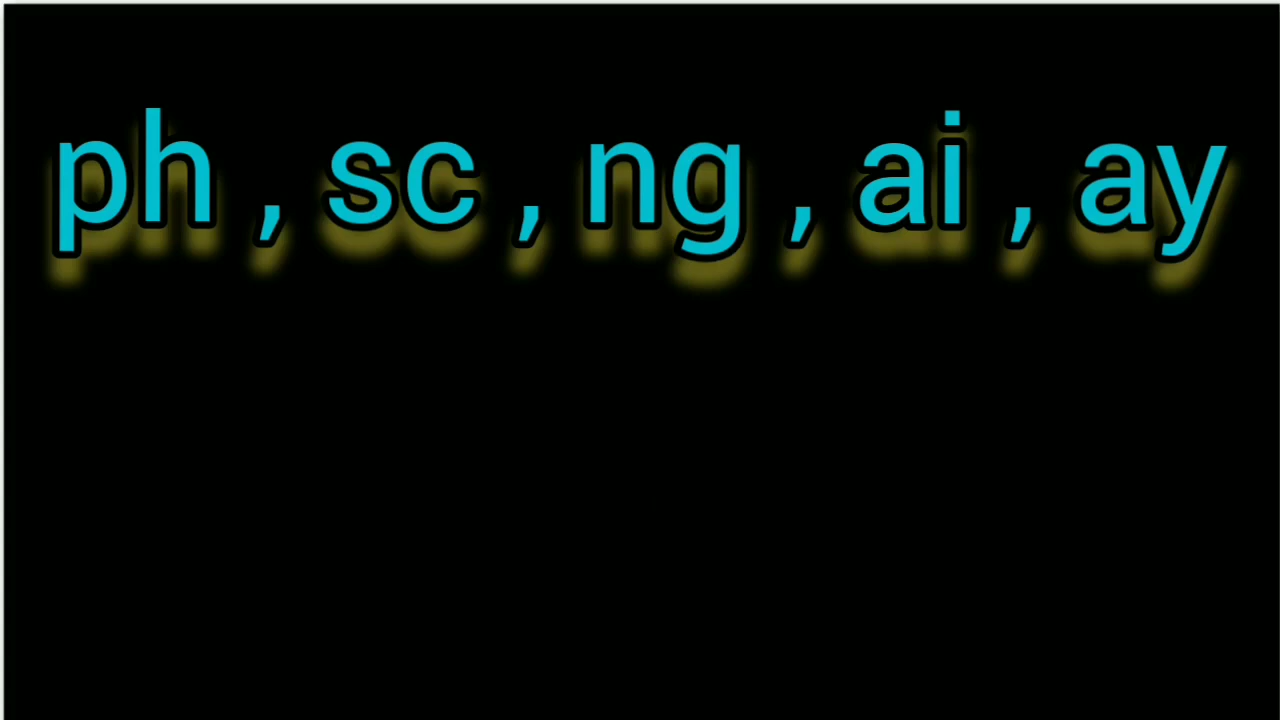 ph , sc , ng , ai , ay